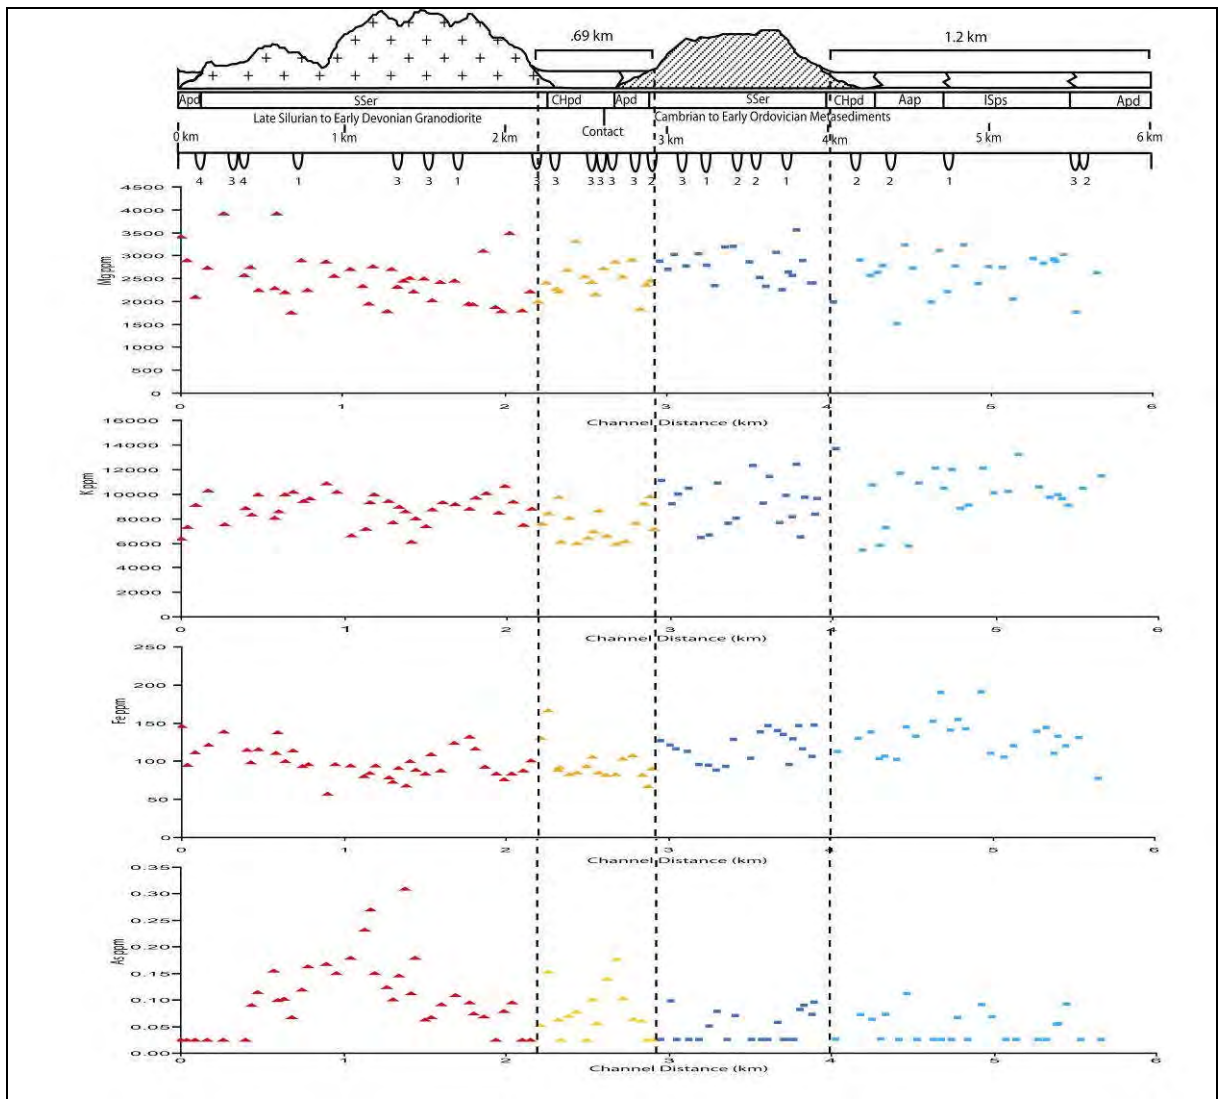 .69 km
1.2 km
Apd SSer CHpd Apd SSer CHpd Aap ISps Apd
Late Silurian to Early Devonian Granodiorite
Contact
Cambrian to Early Ordovician Metasediments
0 km 1 km 2 km 3 km 4 km 5 km 6 km
4 3 4 1 3 3 1 3 3 3 3 3 3 2 3 1 2 2 1 2 2 1 3 2
4500
4000
3500
3000
2500
2000
1500
1000
500
0
Mg ppm
0 1 2 3 4 5 6
Channel Distance (km)
16000
14000
12000
10000
8000
6000
4000
2000
0
K ppm
0 1 2 3 4 5 6
Channel Distance (km)
250
200
150
100
50
0
Fe ppm
0 1 2 3 4 5 6
Channel Distance (km)
0.35
0.30
0.25
0.20
0.15
0.10
0.05
0.00
As ppm
0 1 2 3 4 5 6
Channel Distance (km)